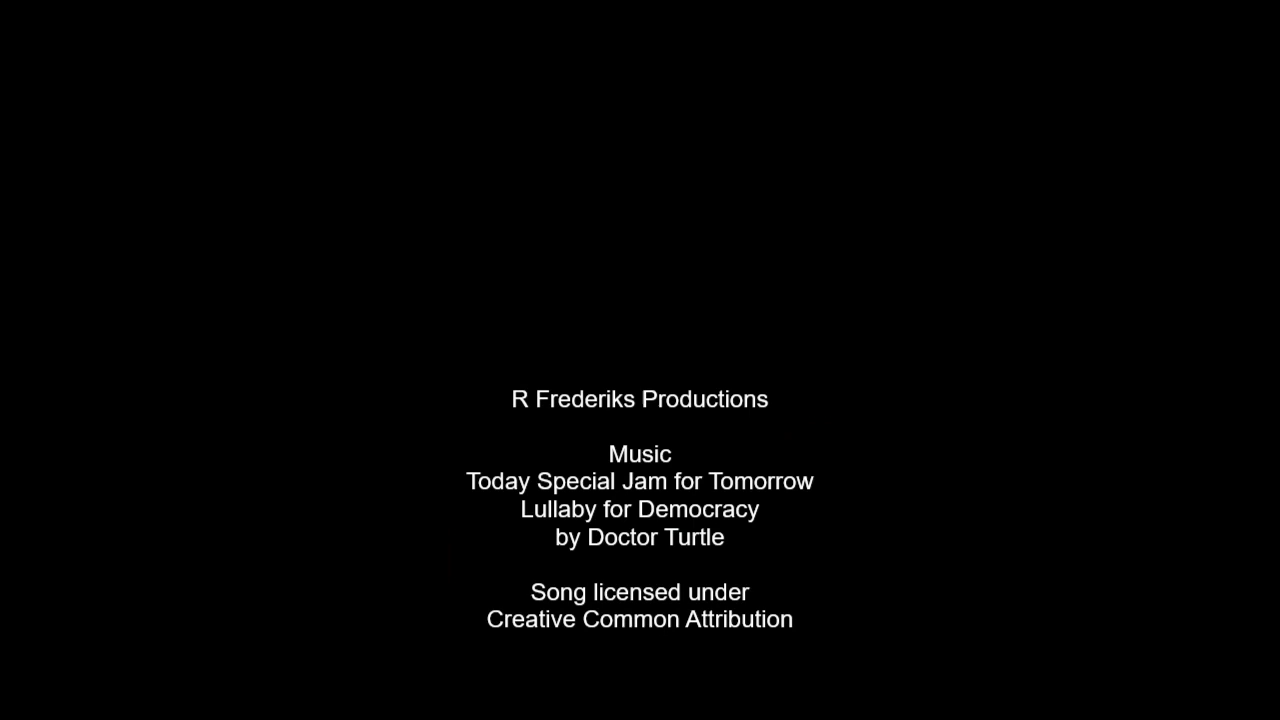 R Frederiks Productions
Music
Today Special Jam for Tomorrow
Lullaby for Democracy
by Doctor Turtle
Song licensed under
Creative Common Attribution